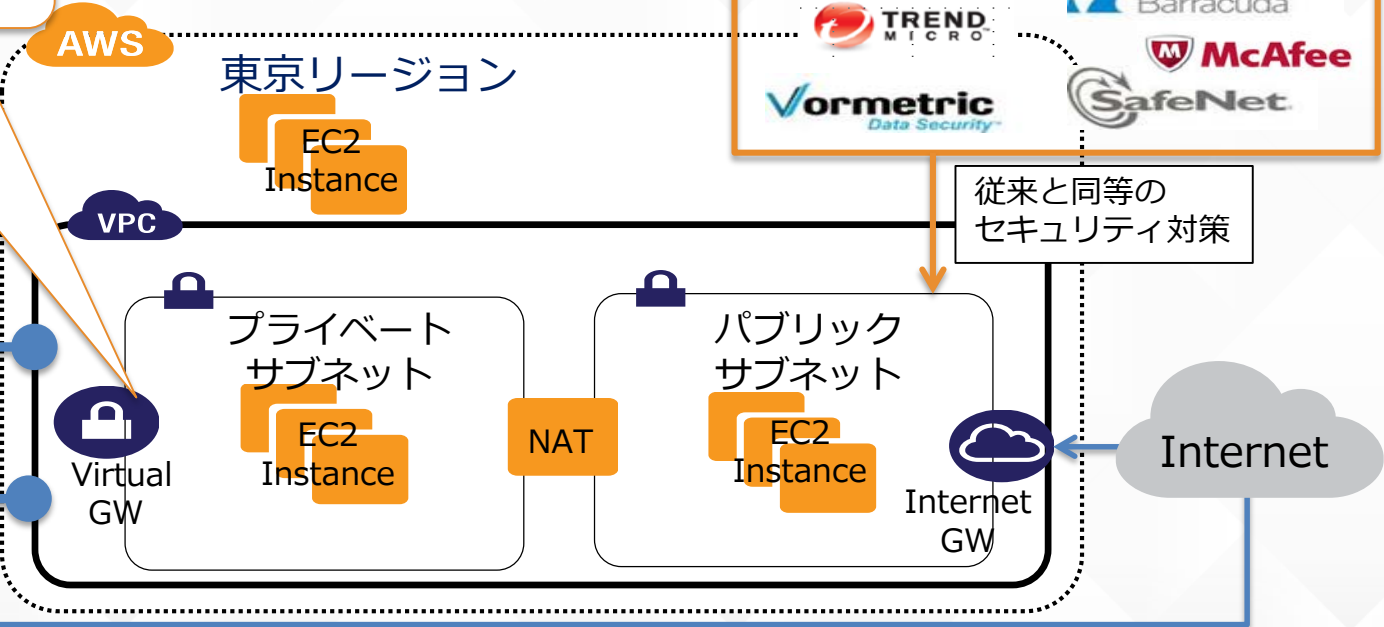 Barracuda
TREND
MICRO
McAfee
Vormetric
Data Security
SafeNet
AWS
東京リージョン
EC2
Instance
従来と同等の
セキュリティ対策
VPC
プライベート
サブネット
パブリック
サブネット
EC2
Instance
NAT
EC2
Instance
Virtual
GW
Internet
GW
Internet